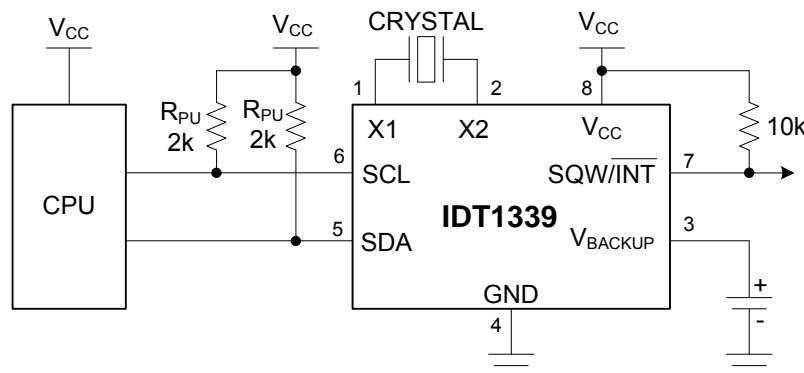 CRYSTAL
VCC
VCC
VCC
1
2
8
RPU
2k
RPU
2k
X1
X2
VCC
10k
6
SCL
SQW/INT
7
CPU
IDT1339
5
SDA
VBACKUP
3
GND
4
+
-